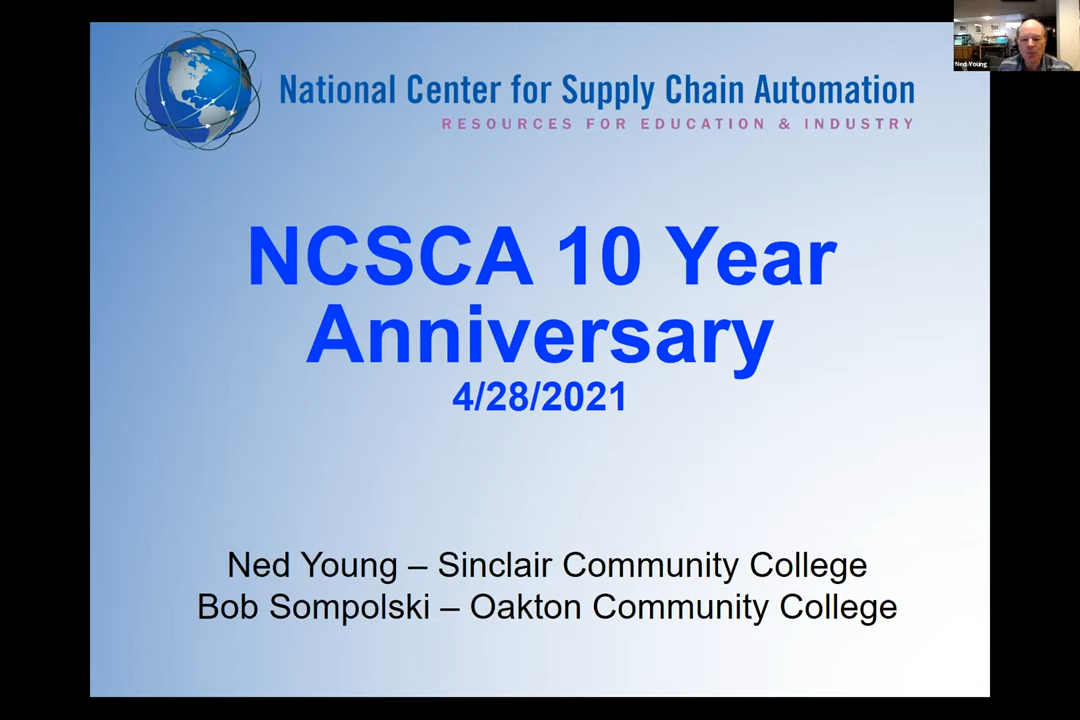 National Center for Supply Chain Automation
RESOURCES FOR EDUCATION & INDUSTRY
Ned Young
NCSCA 10 Year
Anniversary
4/28/2021
Ned Young – Sinclair Community College
Bob Sompolski – Oakton Community College